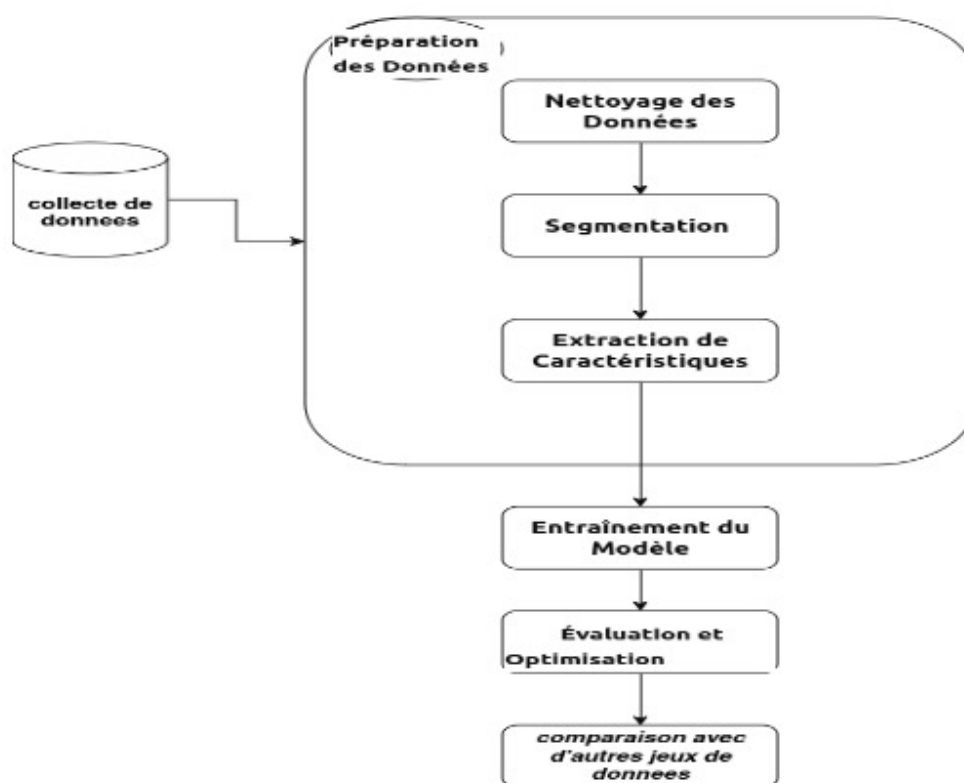 Préparation
des Données
Nettoyage des
Données
collecte de
donnees
Segmentation
Extraction de
Caractéristiques
Entraînement du
Modèle
Évaluation et
Optimisation
comparaison avec
d'autres jeux de
donnees